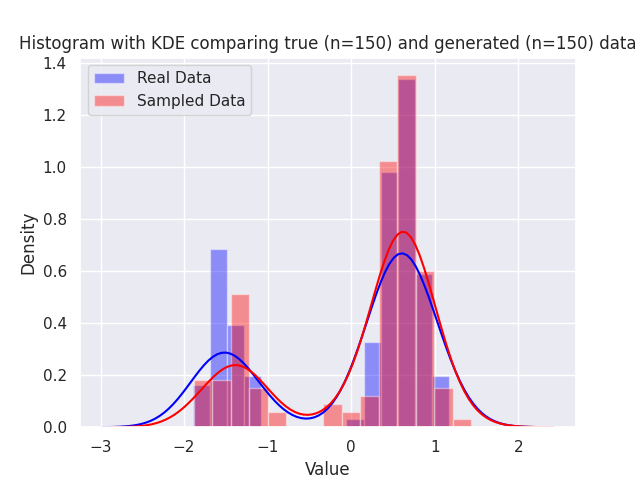 Histogram with KDE comparing true (n=150) and generated (n=150) data
Real Data
Sampled Data
Density
1.4
1.2
1.0
0.8
0.6
0.4
0.2
0.0
−3 −2 −1 0 1 2
Value